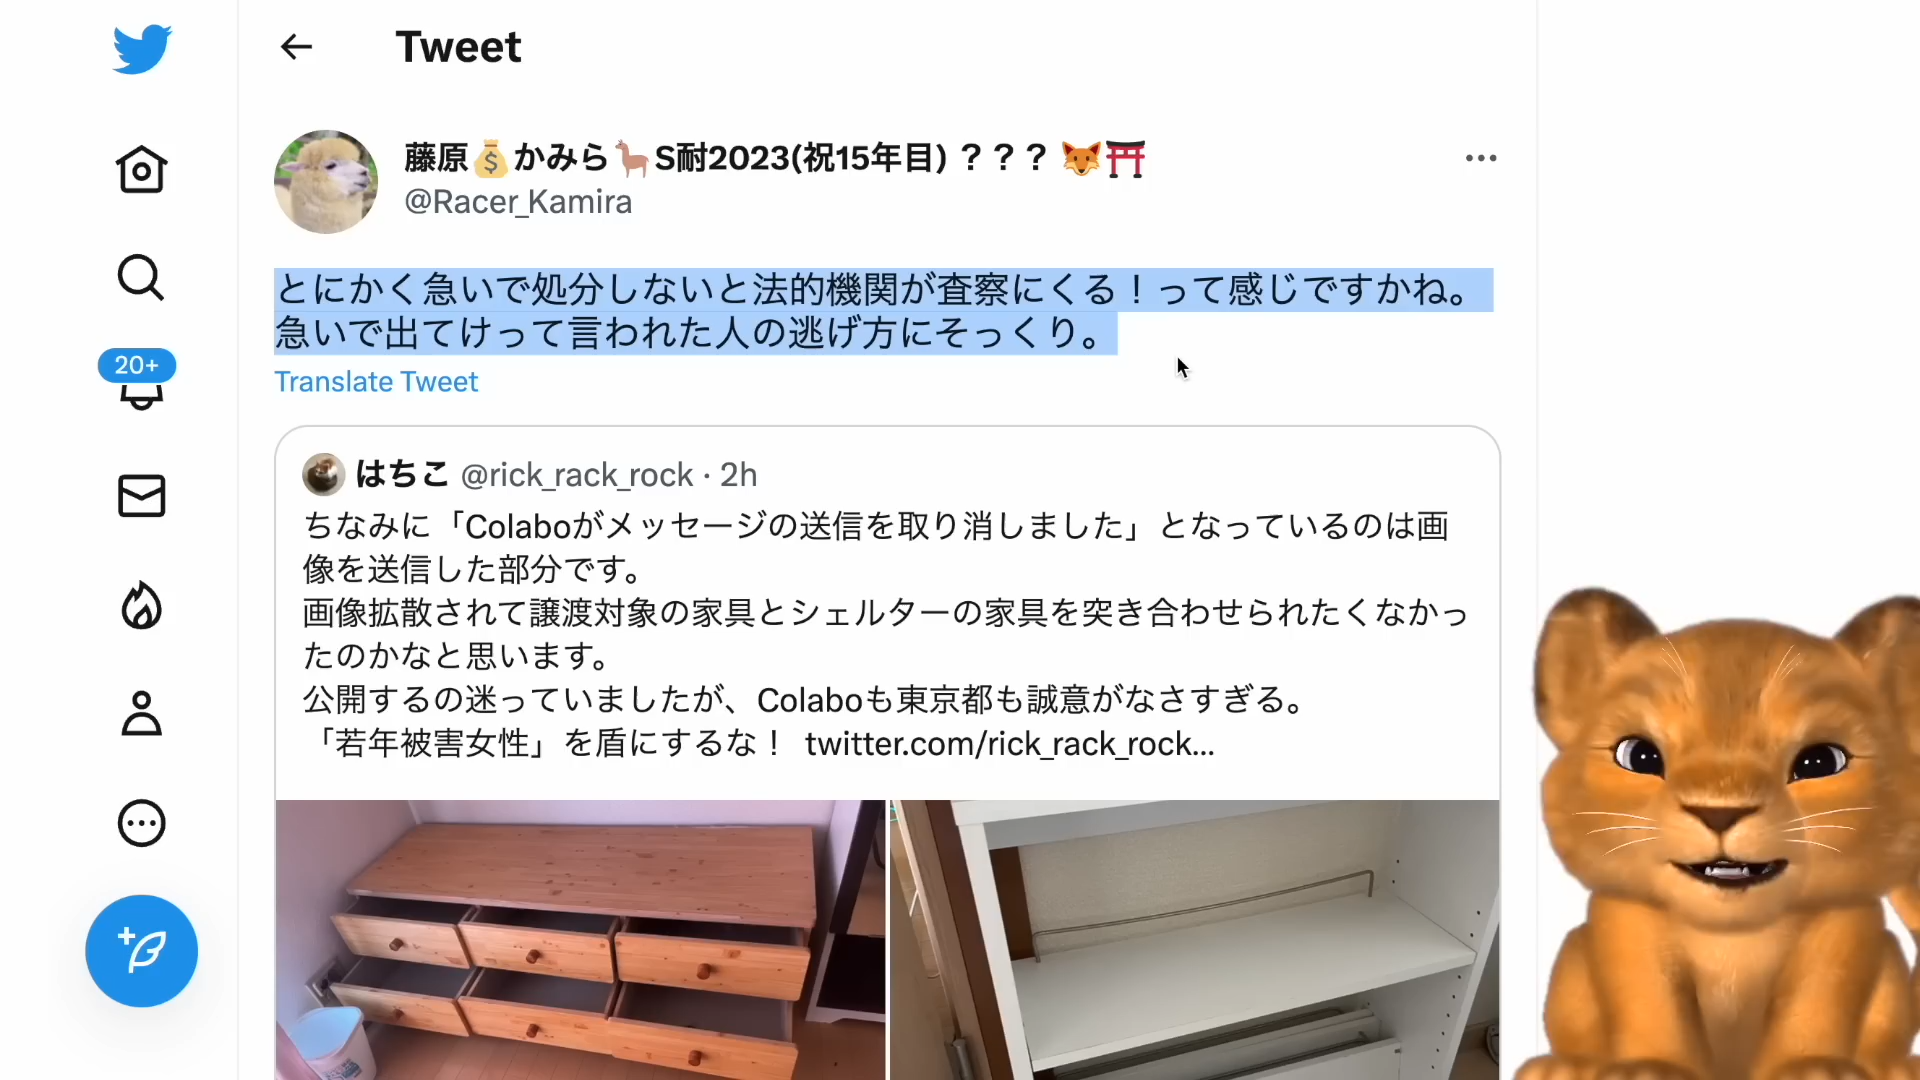 Tweet
藤原💰かみら🦙S耐2023(祝15年目) ？？？ 🦊⛩
@Racer_Kamira
とにかく急いで処分しないと法的機関が査察にくる！って感じですかね。
急いで出てけって言われた人の逃げ方にそっくり。
Translate Tweet
20+
はちこ @rick_rack_rock · 2h
ちなみに「Colaboがメッセージの送信を取り消しました」となっているのは画
像を送信した部分です。
画像拡散されて譲渡対象の家具とシェルターの家具を突き合わせられたくなかっ
たのかなと思います。
公開するの迷っていましたが、Colaboも東京都も誠意がなさすぎる。
「若年被害女性」を盾にするな！ twitter.com/rick_rack_rock...